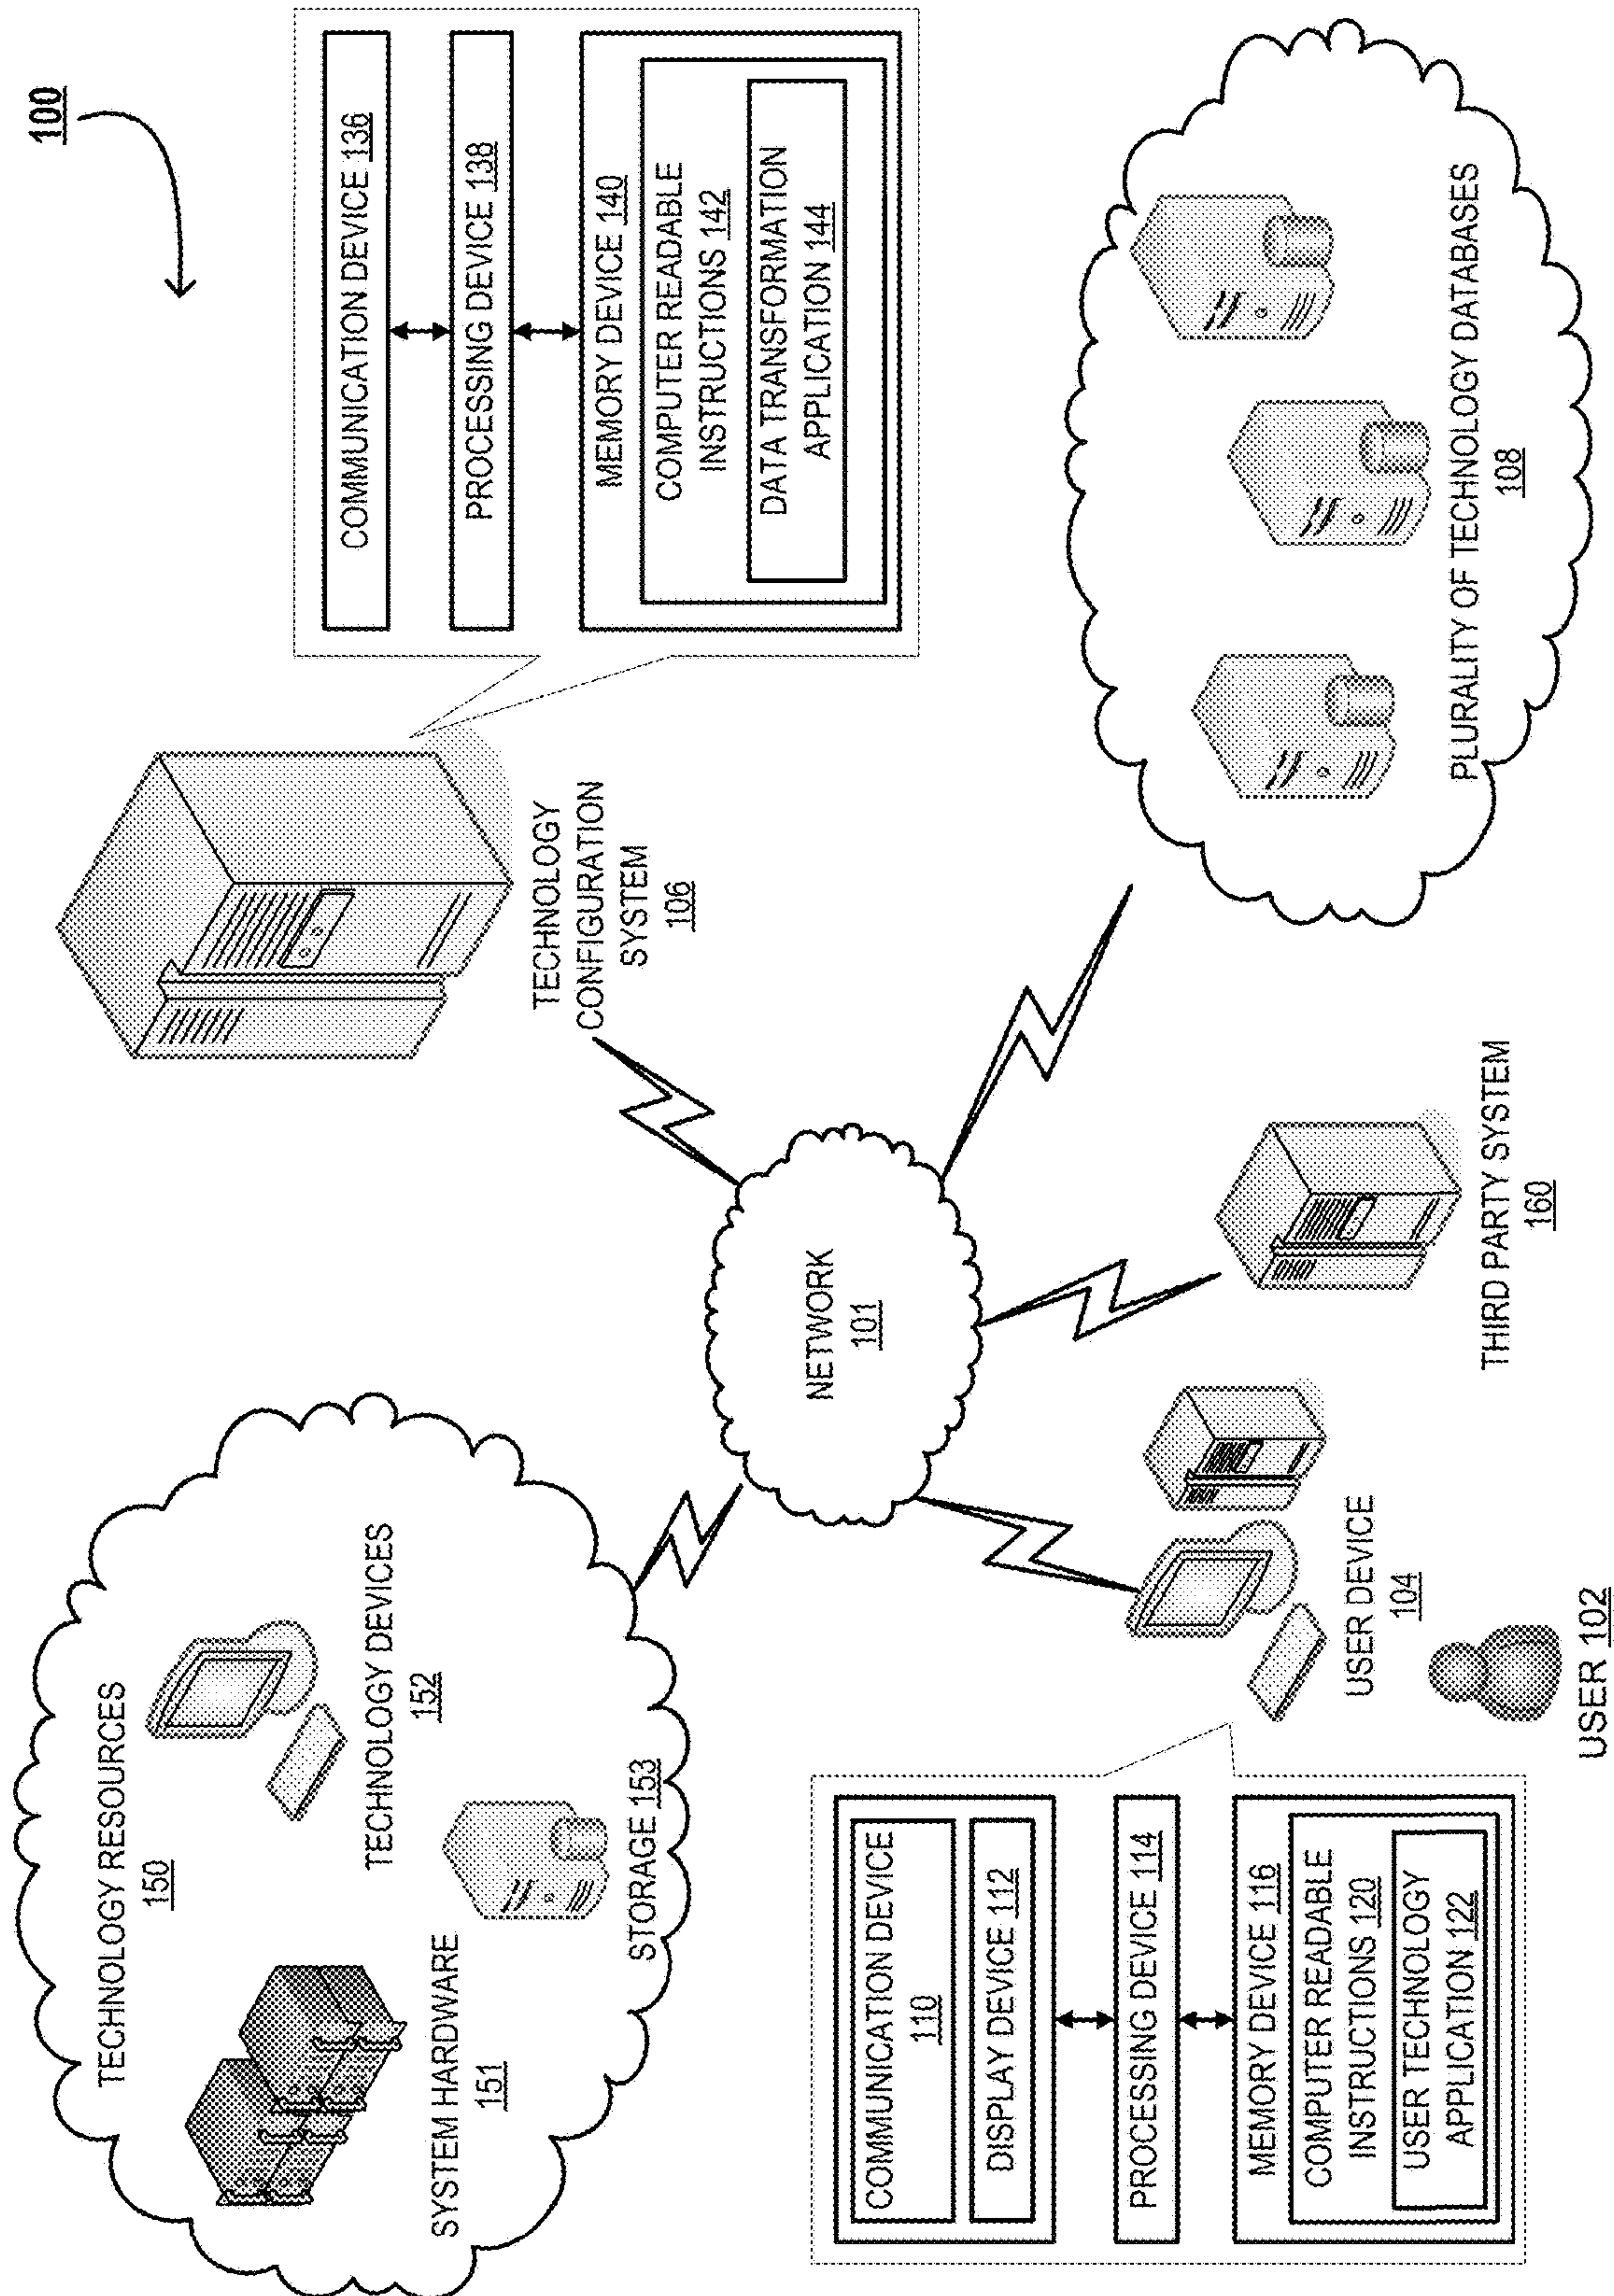 100
TECHNOLOGY RESOURCES
150
TECHNOLOGY DEVICES
152
SYSTEM HARDWARE
151
STORAGE 153
TECHNOLOGY
CONFIGURATION
SYSTEM
106
COMMUNICATION DEVICE 136
PROCESSING DEVICE 138
MEMORY DEVICE 140
COMPUTER READABLE
INSTRUCTIONS 142
DATA TRANSFORMATION
APPLICATION 144
NETWORK
101
COMMUNICATION DEVICE
110
DISPLAY DEVICE 112
PROCESSING DEVICE 114
MEMORY DEVICE 116
COMPUTER READABLE
INSTRUCTIONS 120
USER TECHNOLOGY
APPLICATION 122
USER DEVICE
104
USER 102
THIRD PARTY SYSTEM
160
PLURALITY OF TECHNOLOGY DATABASES
108